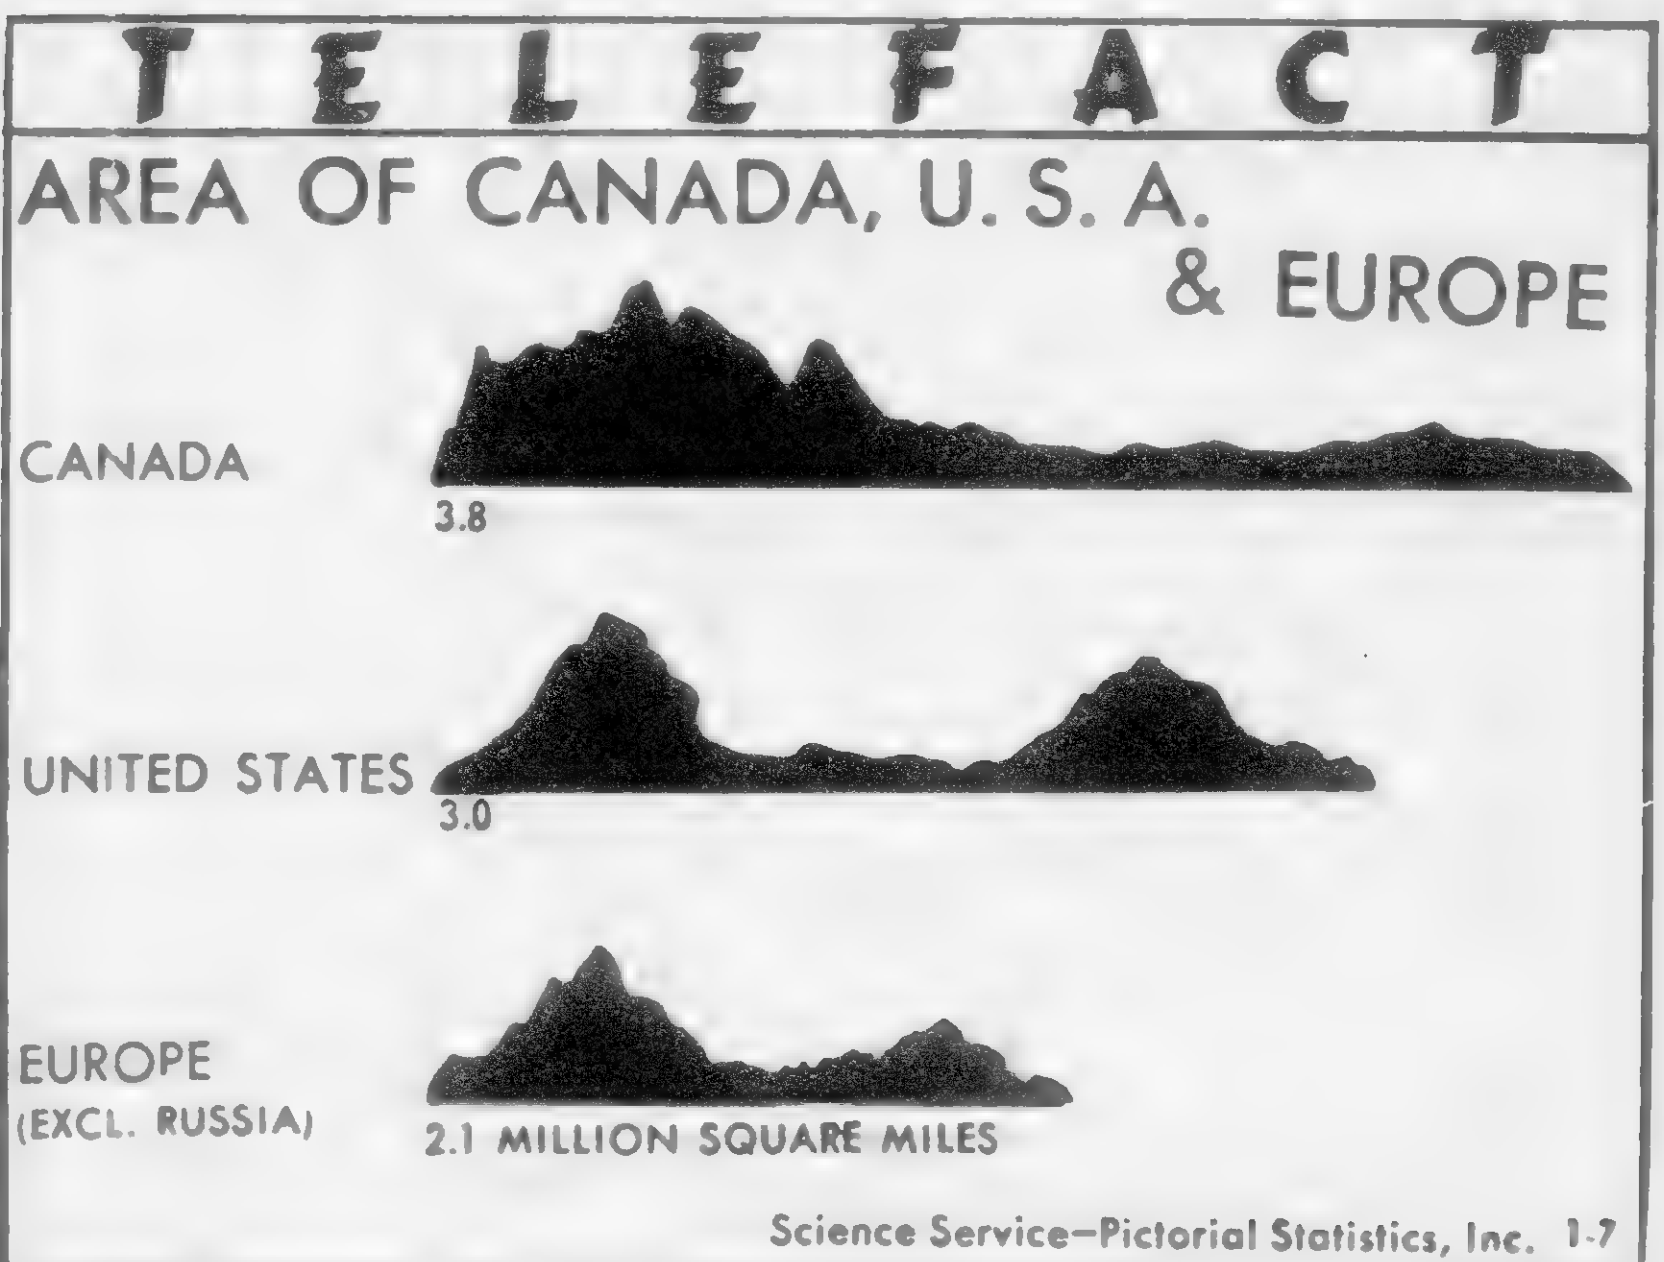 TELEFACT
AREA OF CANADA, U. S. A.
& EUROPE
CANADA
3.8
UNITED STATES
3.0
EUROPE
(EXCL. RUSSIA)
2.1 MILLION SQUARE MILES
Science Service—Pictorial Statistics, Inc. 1-7